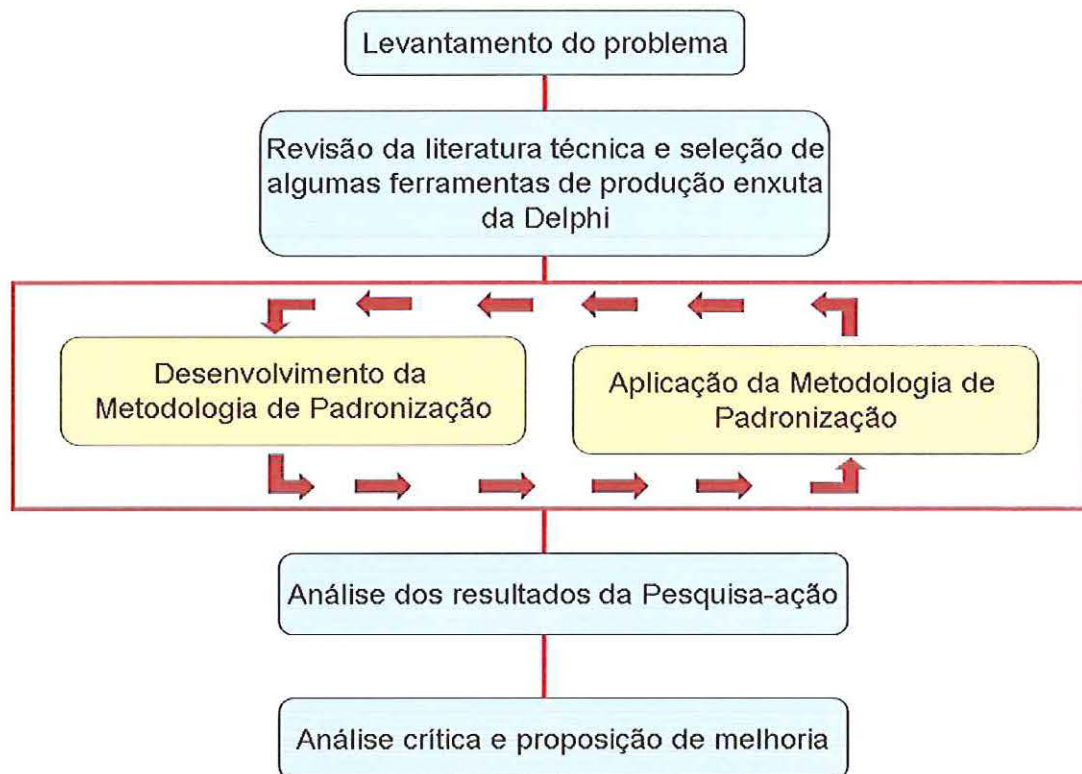 Levantamento do problema
Revisão da literatura técnica e seleção de
algumas ferramentas de produção enxuta
da Delphi
Desenvolvimento da
Metodologia de Padronização
Aplicação da Metodologia de
Padronização
Análise dos resultados da Pesquisa-ação
Análise crítica e proposição de melhoria